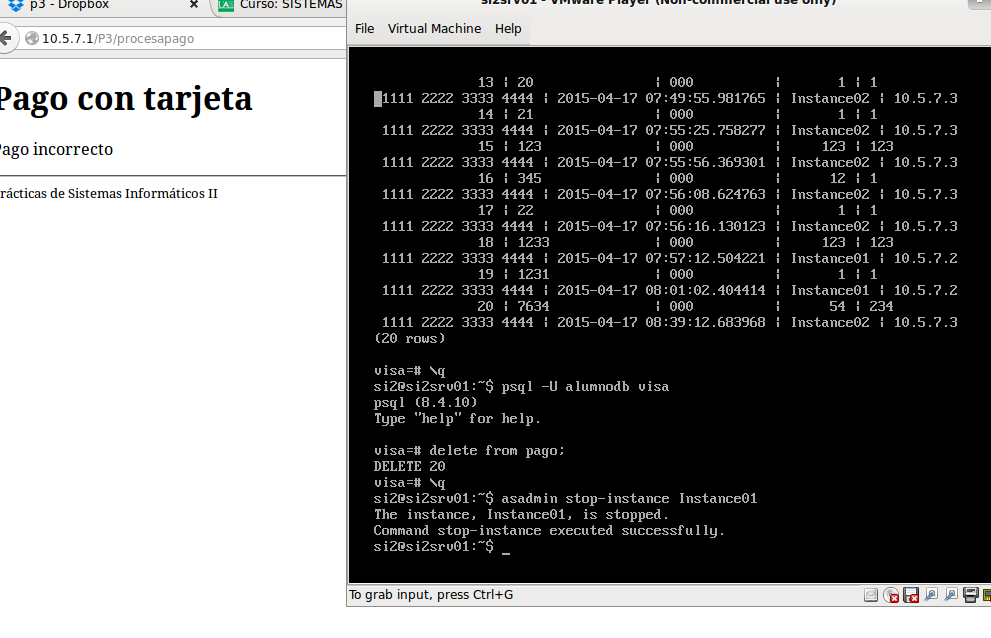 p3 - Dropbox
Curso: SISTEMAS
10.5.7.1/P3/procesapago
Pago con tarjeta
Pago incorrecto
Prácticas de Sistemas Informáticos II
si2srv01 - VMware Player (Non-commercial use only)
File Virtual Machine Help
13 | 20 | 000 | 1 | 1
1111 2222 3333 4444 | 2015-04-17 07:49:55.981765 | Instance02 | 10.5.7.3
14 | 21 | 000 | 1 | 1
1111 2222 3333 4444 | 2015-04-17 07:55:25.758277 | Instance02 | 10.5.7.3
15 | 123 | 000 | 123 | 123
1111 2222 3333 4444 | 2015-04-17 07:55:56.369301 | Instance02 | 10.5.7.3
16 | 345 | 000 | 12 | 1
1111 2222 3333 4444 | 2015-04-17 07:56:08.624763 | Instance02 | 10.5.7.3
17 | 22 | 000 | 1 | 1
1111 2222 3333 4444 | 2015-04-17 07:56:16.130123 | Instance02 | 10.5.7.3
18 | 1233 | 000 | 123 | 123
1111 2222 3333 4444 | 2015-04-17 07:57:12.504221 | Instance01 | 10.5.7.2
19 | 1231 | 000 | 1 | 1
1111 2222 3333 4444 | 2015-04-17 08:01:02.404414 | Instance01 | 10.5.7.2
20 | 7634 | 000 | 54 | 234
1111 2222 3333 4444 | 2015-04-17 08:39:12.683968 | Instance02 | 10.5.7.3
(20 rows)
visa=# \q
si2@si2srv01:~$ psql -U alumnodb visa
psql (8.4.10)
Type "help" for help.
visa=# delete from pago;
DELETE 20
visa=# \q
si2@si2srv01:~$ asadmin stop-instance Instance01
The instance, Instance01, is stopped.
Command stop-instance executed successfully.
si2@si2srv01:~$ _
To grab input, press Ctrl+G